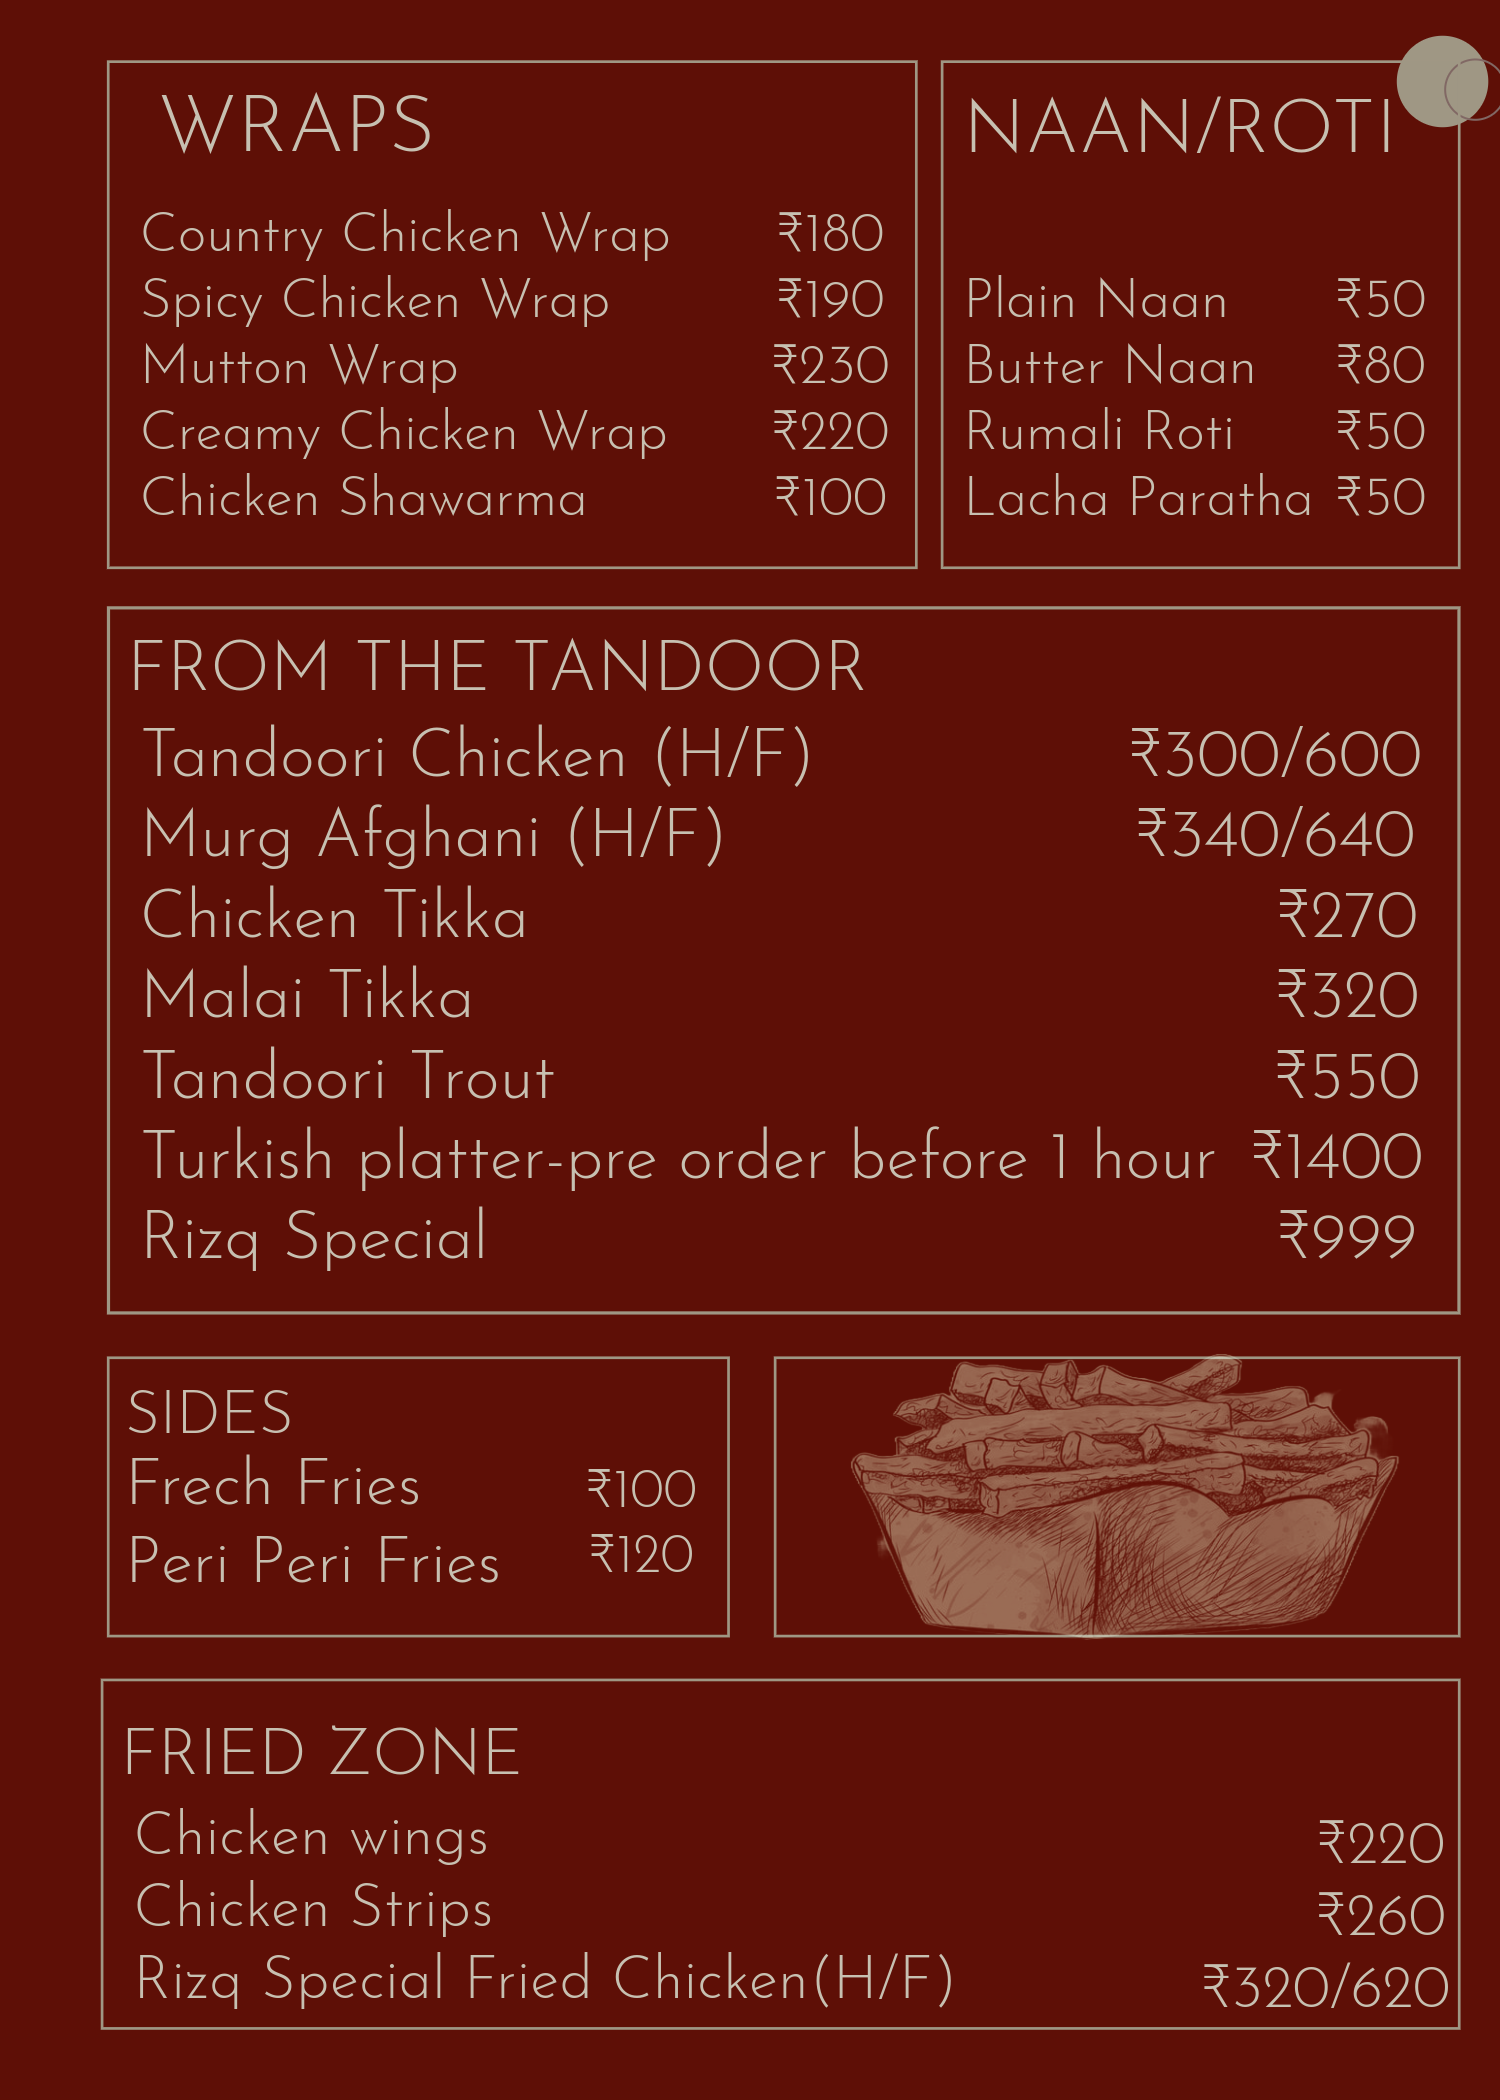 WRAPS
Country Chicken Wrap ₹180
Spicy Chicken Wrap ₹190
Mutton Wrap ₹230
Creamy Chicken Wrap ₹220
Chicken Shawarma ₹100
NAAN/ROTI
Plain Naan ₹50
Butter Naan ₹80
Rumali Roti ₹50
Lacha Paratha ₹50
FROM THE TANDOOR
Tandoori Chicken (H/F) ₹300/600
Murg Afghani (H/F) ₹340/640
Chicken Tikka ₹270
Malai Tikka ₹320
Tandoori Trout ₹550
Turkish platter-pre order before 1 hour ₹1400
Rizq Special ₹999
SIDES
Frech Fries ₹100
Peri Peri Fries ₹120
FRIED ZONE
Chicken wings ₹220
Chicken Strips ₹260
Rizq Special Fried Chicken(H/F) ₹320/620